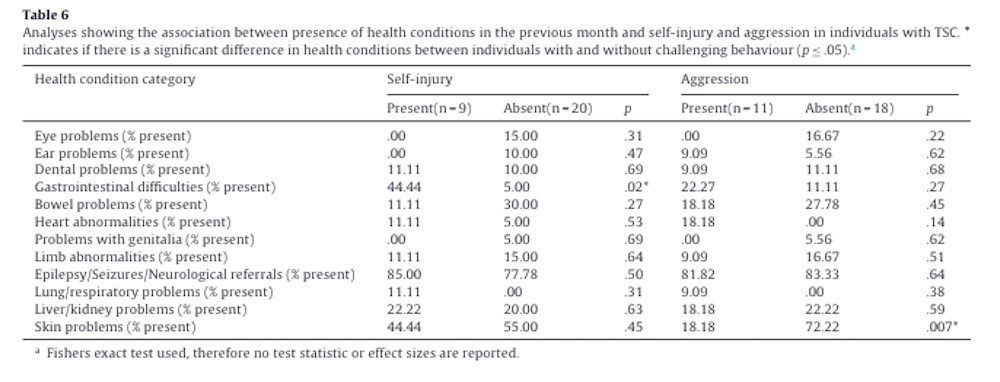 Table 6
Analyses showing the association between presence of health conditions in the previous month and self-injury and aggression in individuals with TSC. *
indicates if there is a significant difference in health conditions between individuals with and without challenging behaviour (p ≤ .05).a
Health condition category Self-injury Aggression
Present(n = 9) Absent(n = 20) p Present(n = 11) Absent(n = 18) p
Eye problems (% present) .00 15.00 .31 .00 16.67 .22
Ear problems (% present) .00 10.00 .47 9.09 5.56 .62
Dental problems (% present) 11.11 10.00 .69 9.09 11.11 .68
Gastrointestinal difficulties (% present) 44.44 5.00 .02* 22.27 11.11 .27
Bowel problems (% present) 11.11 30.00 .27 18.18 27.78 .45
Heart abnormalities (% present) 11.11 5.00 .53 18.18 .00 .14
Problems with genitalia (% present) .00 5.00 .69 .00 5.56 .62
Limb abnormalities (% present) 11.11 15.00 .64 9.09 16.67 .51
Epilepsy/Seizures/Neurological referrals (% present) 85.00 77.78 .50 81.82 83.33 .64
Lung/respiratory problems (% present) 11.11 .00 .31 9.09 .00 .38
Liver/kidney problems (% present) 22.22 20.00 .63 18.18 22.22 .59
Skin problems (% present) 44.44 55.00 .45 18.18 72.22 .007*
a Fishers exact test used, therefore no test statistic or effect sizes are reported.